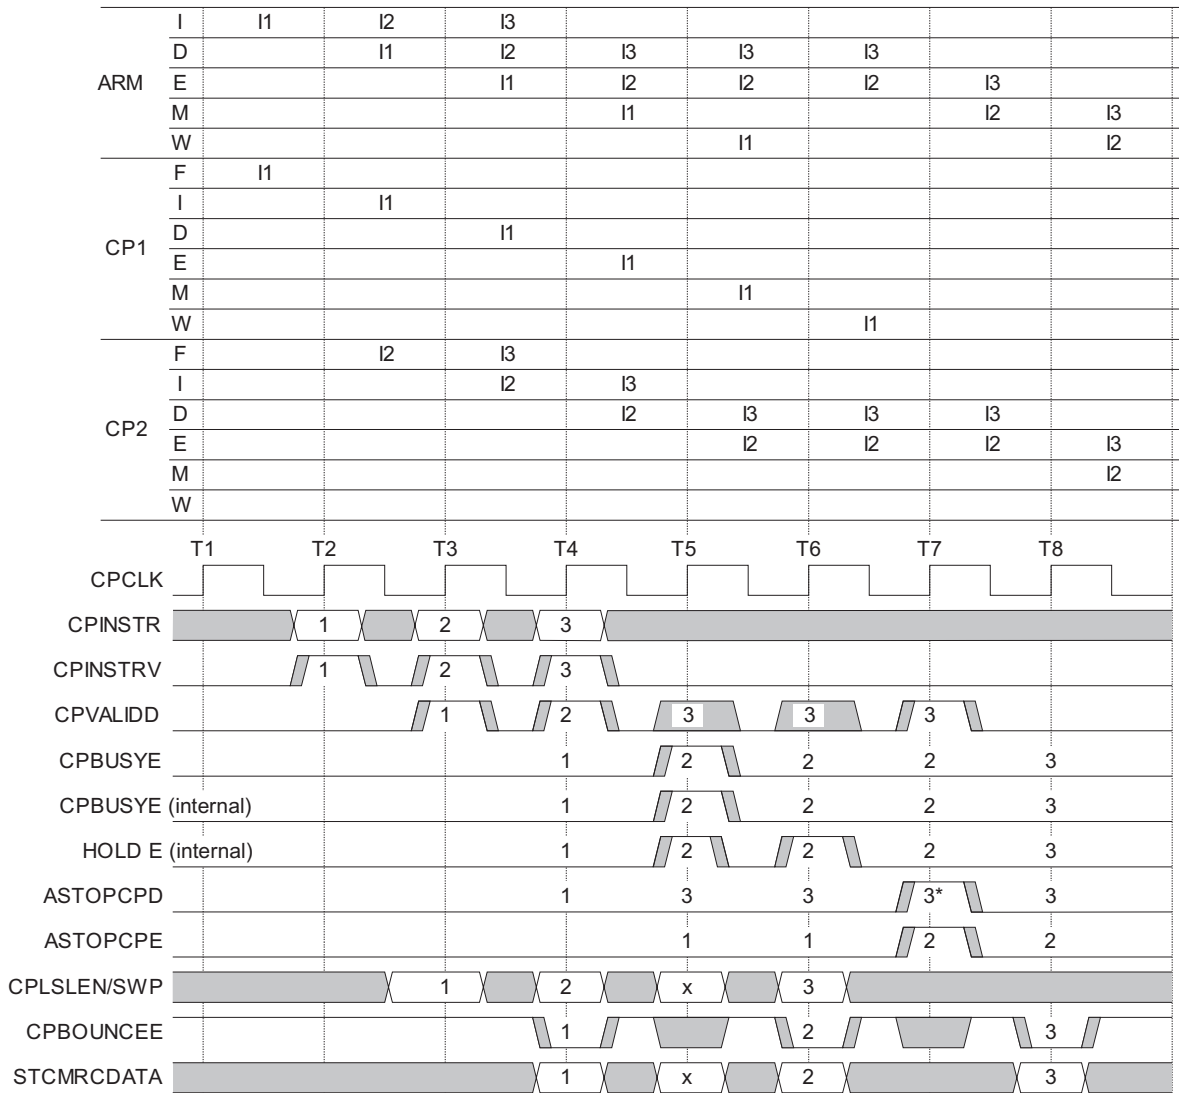 I I1 I2 I3
D I1 I2 I3 I3 I3
ARM E I1 I2 I2 I2 I3
M I1 I2 I3
W I1 I2
F I1
I I1
CP1 D I1
E I1
M I1
W I1
F I2 I3
I I2 I3
CP2 D I2 I3 I3 I3
E I2 I2 I2 I3
M I2
W
T1 T2 T3 T4 T5 T6 T7 T8
CPCLK
CPINSTR 1 2 3
CPINSTRV 1 2 3
CPVALIDD 1 2 3 3 3
CPBUSYE 1 2 2 2 3
CPBUSYE (internal) 1 2 2 2 3
HOLD E (internal) 1 2 2 2 3
ASTOPCPD 1 3 3 3* 3
ASTOPCPE 1 1 2 2
CPLSLEN/SWP 1 2 x 3
CPBOUNCEE 1 2 3
STCMRCDATA 1 x 2 3